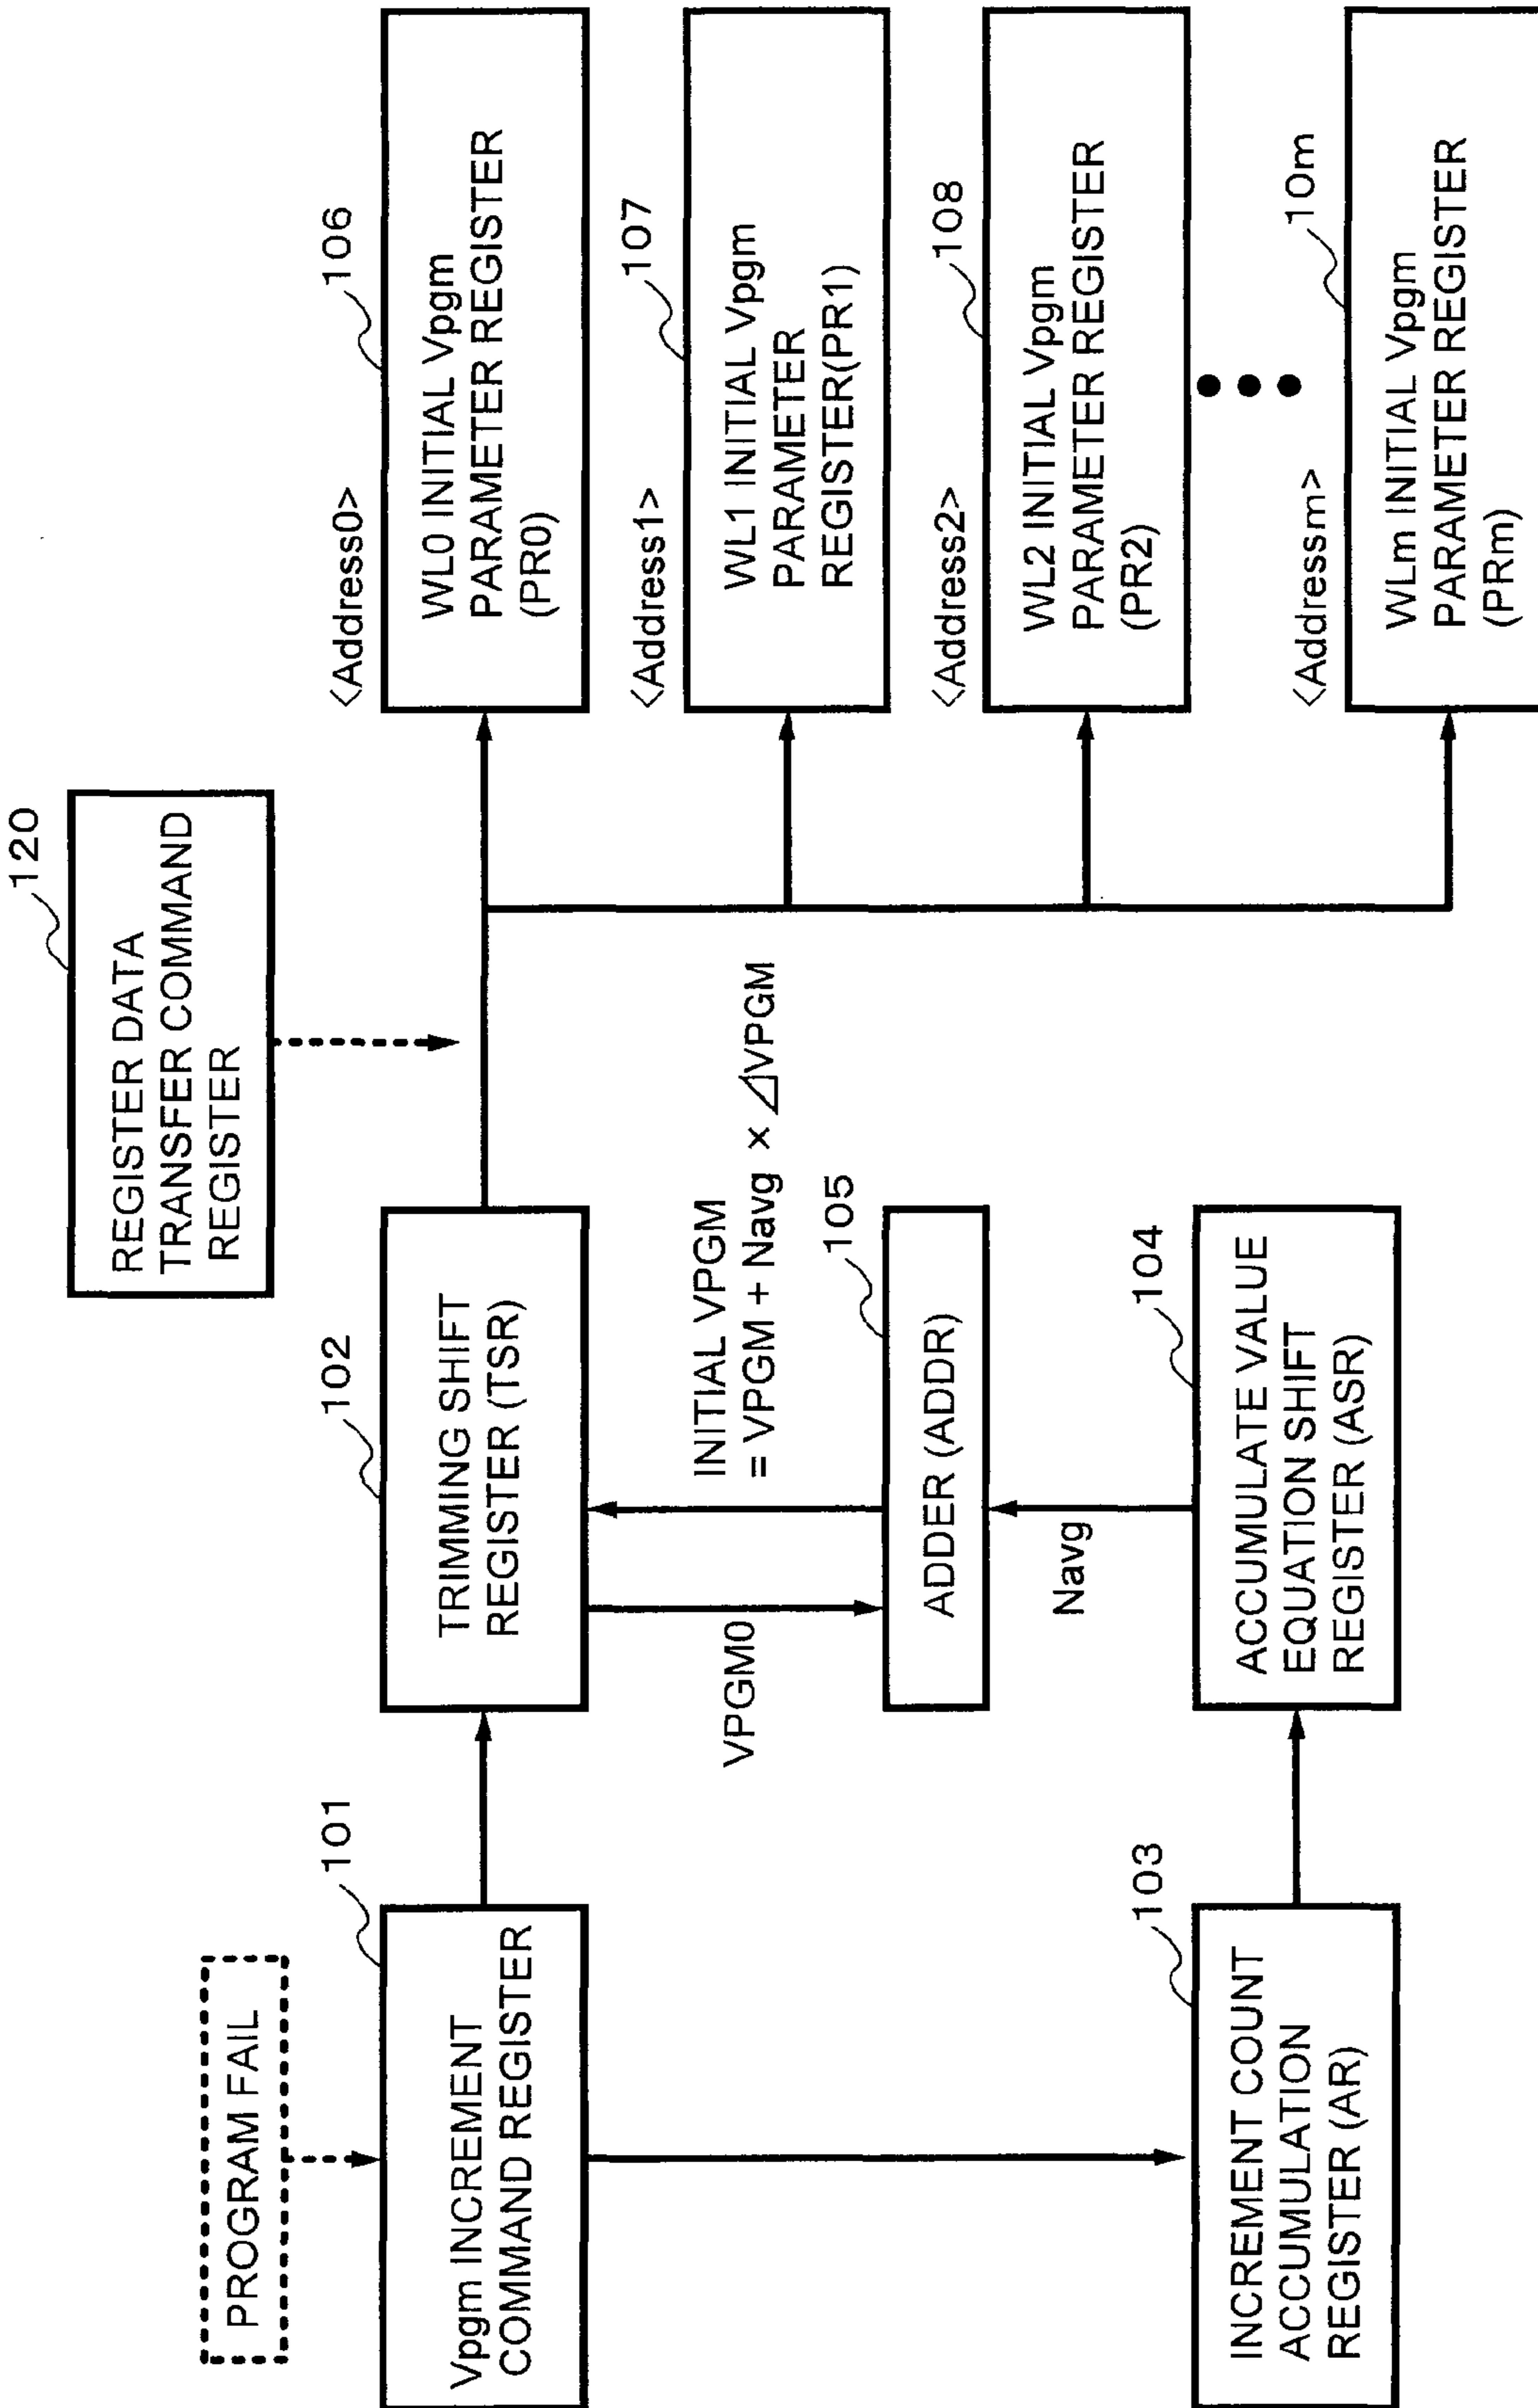 PROGRAM FAIL
101
Vpgm INCREMENT
COMMAND REGISTER
103
INCREMENT COUNT
ACCUMULATION
REGISTER (AR)
102
TRIMMING SHIFT
REGISTER (TSR)
VPGM0
INITIAL VPGM
= VPGM + Navg × ⊿VPGM
105
ADDER (ADDR)
Navg
104
ACCUMULATE VALUE
EQUATION SHIFT
REGISTER (ASR)
120
REGISTER DATA
TRANSFER COMMAND
REGISTER
<Address0>
106
WL0 INITIAL Vpgm
PARAMETER REGISTER
(PR0)
<Address1>
107
WL1 INITIAL Vpgm
PARAMETER
REGISTER(PR1)
<Address2>
108
WL2 INITIAL Vpgm
PARAMETER REGISTER
(PR2)
<Addressm>
10m
WLm INITIAL Vpgm
PARAMETER REGISTER
(PRm)